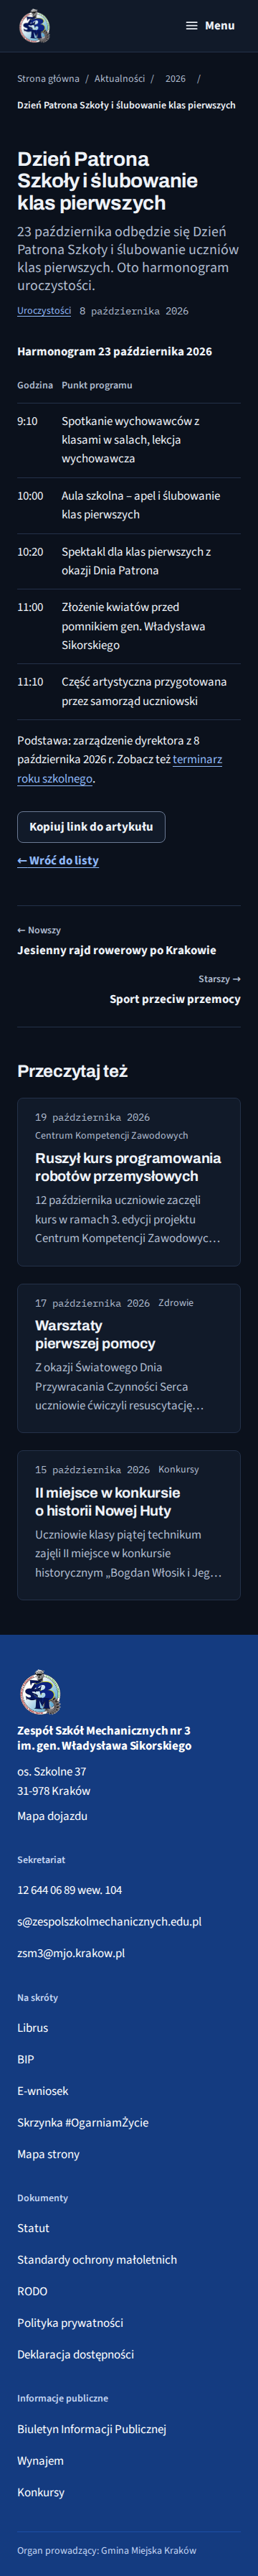 Menu
Strona główna / Aktualności / 2026 /
Dzień Patrona Szkoły i ślubowanie klas pierwszych
Dzień Patrona
Szkoły i ślubowanie
klas pierwszych
23 października odbędzie się Dzień
Patrona Szkoły i ślubowanie uczniów
klas pierwszych. Oto harmonogram
uroczystości.
Uroczystości 8 października 2026
Harmonogram 23 października 2026
Godzina Punkt programu
9:10 Spotkanie wychowawców z
klasami w salach, lekcja
wychowawcza
10:00 Aula szkolna – apel i ślubowanie
klas pierwszych
10:20 Spektakl dla klas pierwszych z
okazji Dnia Patrona
11:00 Złożenie kwiatów przed
pomnikiem gen. Władysława
Sikorskiego
11:10 Część artystyczna przygotowana
przez samorząd uczniowski
Podstawa: zarządzenie dyrektora z 8
października 2026 r. Zobacz też terminarz
roku szkolnego.
Kopiuj link do artykułu
← Wróć do listy
← Nowszy
Jesienny rajd rowerowy po Krakowie
Starszy →
Sport przeciw przemocy
Przeczytaj też
19 października 2026
Centrum Kompetencji Zawodowych
Ruszył kurs programowania
robotów przemysłowych
12 października uczniowie zaczęli
kurs w ramach 3. edycji projektu
Centrum Kompetencji Zawodowyc…
17 października 2026 Zdrowie
Warsztaty
pierwszej pomocy
Z okazji Światowego Dnia
Przywracania Czynności Serca
uczniowie ćwiczyli resuscytację…
15 października 2026 Konkursy
II miejsce w konkursie
o historii Nowej Huty
Uczniowie klasy piątej technikum
zajęli II miejsce w konkursie
historycznym „Bogdan Włosik i Jeg…
Zespół Szkół Mechanicznych nr 3
im. gen. Władysława Sikorskiego
os. Szkolne 37
31-978 Kraków
Mapa dojazdu
Sekretariat
12 644 06 89 wew. 104
s@zespolszkolmechanicznych.edu.pl
zsm3@mjo.krakow.pl
Na skróty
Librus
BIP
E-wniosek
Skrzynka #OgarniamŻycie
Mapa strony
Dokumenty
Statut
Standardy ochrony małoletnich
RODO
Polityka prywatności
Deklaracja dostępności
Informacje publiczne
Biuletyn Informacji Publicznej
Wynajem
Konkursy
Organ prowadzący: Gmina Miejska Kraków